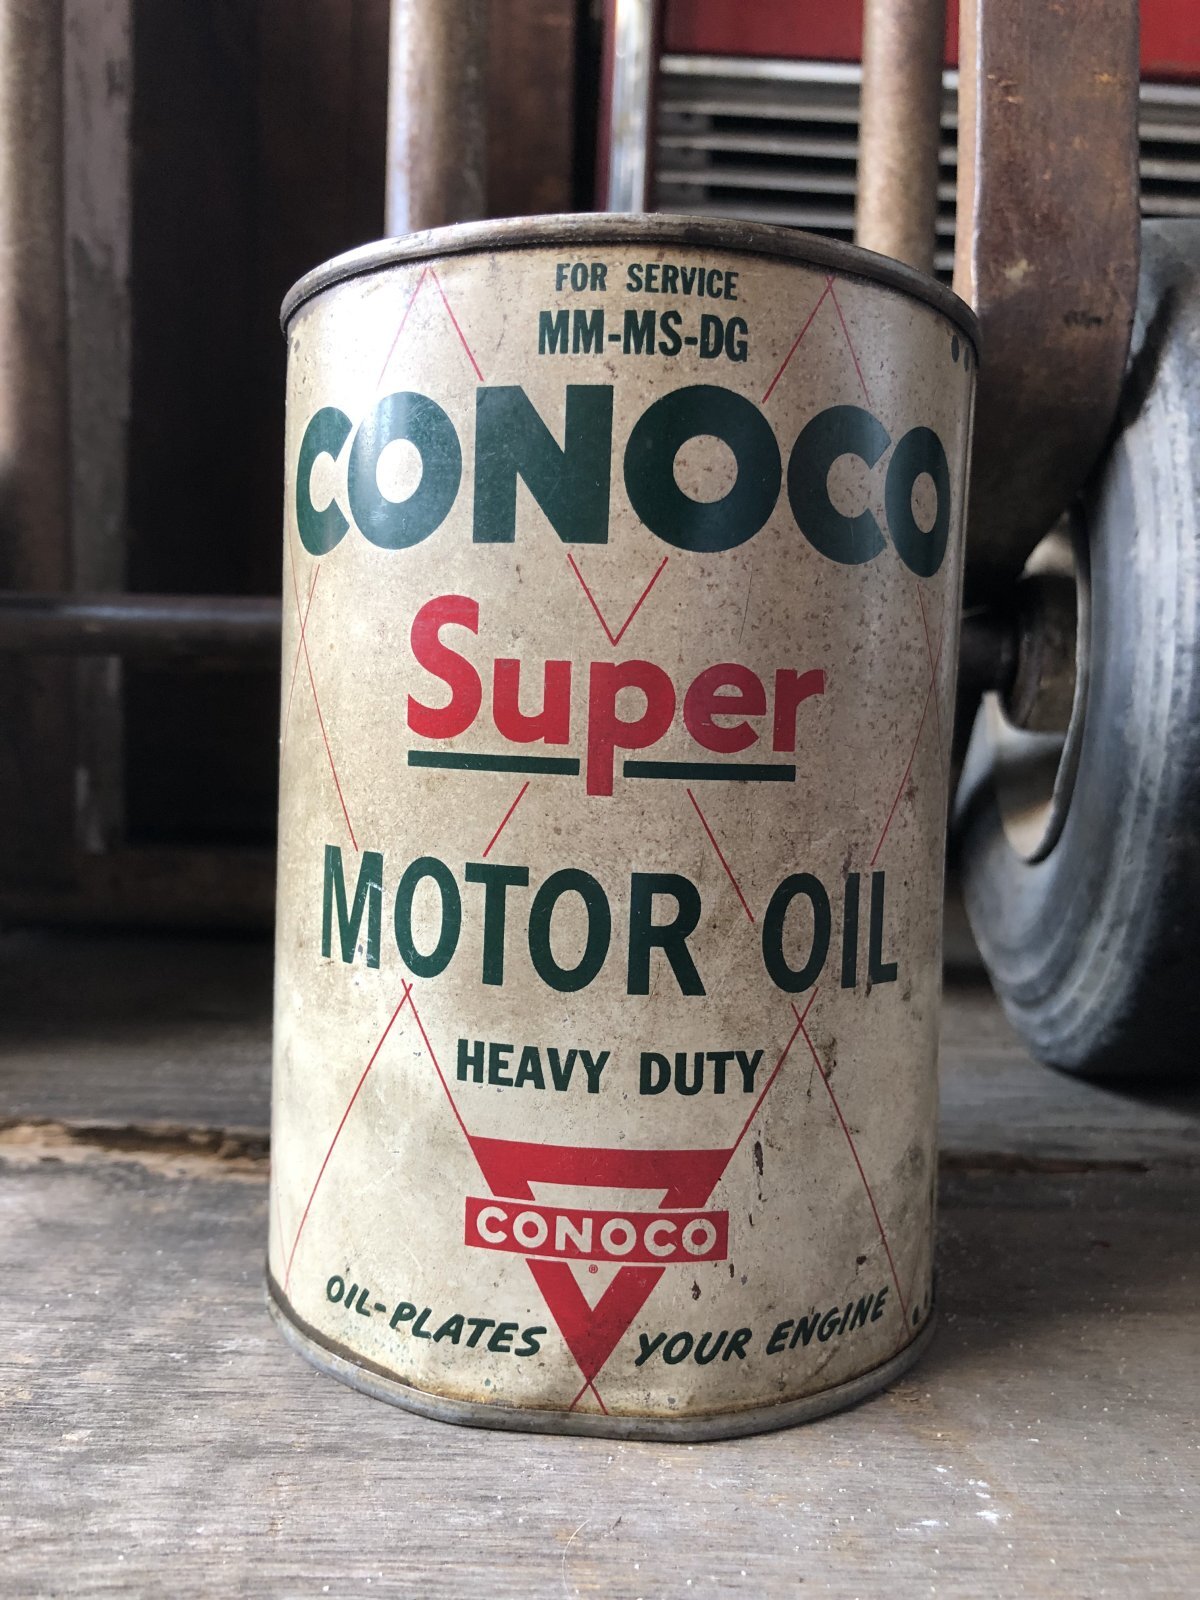 FOR SERVICE
MM-MS-DG
CONOCO
Super
MOTOR OIL
HEAVY DUTY
CONOCO
®
OIL-PLATES YOUR ENGINE